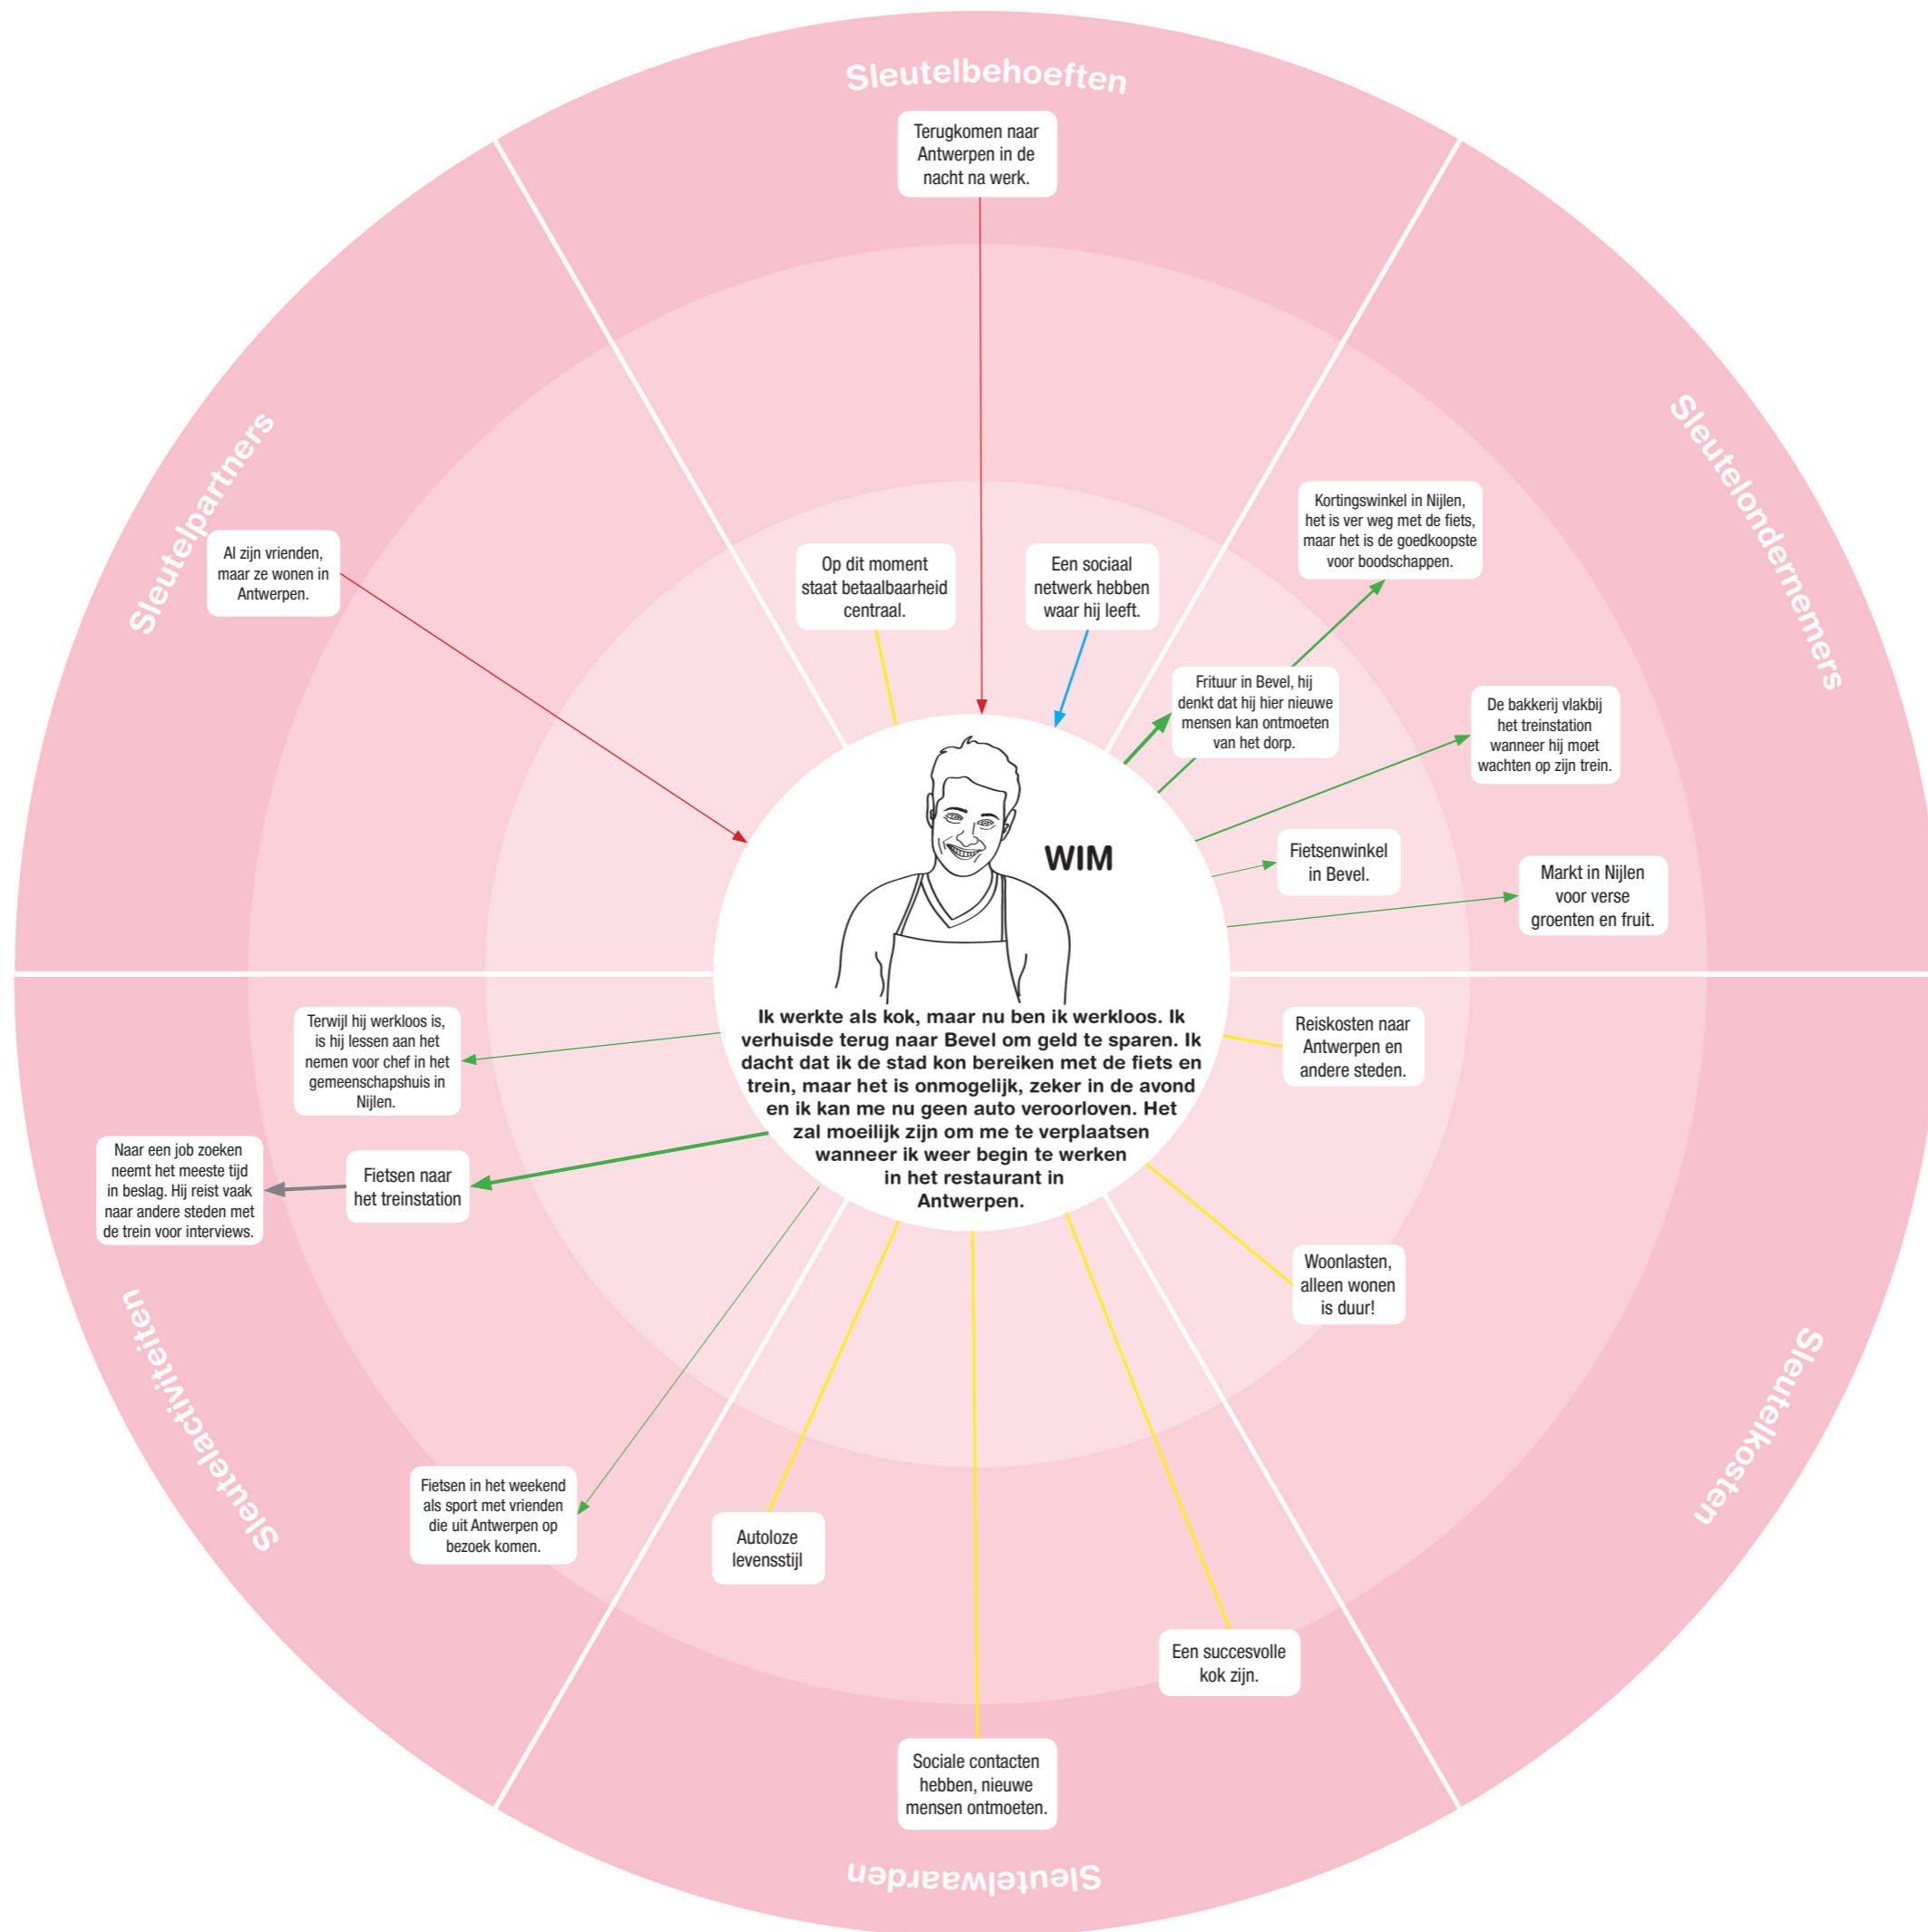 Sleutelbehoeften
Terugkomen naar
Antwerpen in de
nacht na werk.
Op dit moment
staat betaalbaarheid
centraal.
Een sociaal
netwerk hebben
waar hij leeft.
Sleutelondernemers
Kortingswinkel in Nijlen,
het is ver weg met de fiets,
maar het is de goedkoopste
voor boodschappen.
Frituur in Bevel, hij
denkt dat hij hier nieuwe
mensen kan ontmoeten
van het dorp.
De bakkerij vlakbij
het treinstation
wanneer hij moet
wachten op zijn trein.
Fietsenwinkel
in Bevel.
Markt in Nijlen
voor verse
groenten en fruit.
Sleutelpartners
Al zijn vrienden,
maar ze wonen in
Antwerpen.
WIM
Ik werkte als kok, maar nu ben ik werkloos. Ik
verhuisde terug naar Bevel om geld te sparen. Ik
dacht dat ik de stad kon bereiken met de fiets en
trein, maar het is onmogelijk, zeker in de avond
en ik kan me nu geen auto veroorloven. Het
zal moeilijk zijn om me te verplaatsen
wanneer ik weer begin te werken
in het restaurant in
Antwerpen.
Reiskosten naar
Antwerpen en
andere steden.
Woonlasten,
alleen wonen
is duur!
Sleutelkosten
Terwijl hij werkloos is,
is hij lessen aan het
nemen voor chef in het
gemeenschapshuis in
Nijlen.
Naar een job zoeken
neemt het meeste tijd
in beslag. Hij reist vaak
naar andere steden met
de trein voor interviews.
Fietsen naar
het treinstation
Fietsen in het weekend
als sport met vrienden
die uit Antwerpen op
bezoek komen.
Sleutelactiviteiten
Autoloze
levensstijl
Een succesvolle
kok zijn.
Sociale contacten
hebben, nieuwe
mensen ontmoeten.
Sleutelwaarden